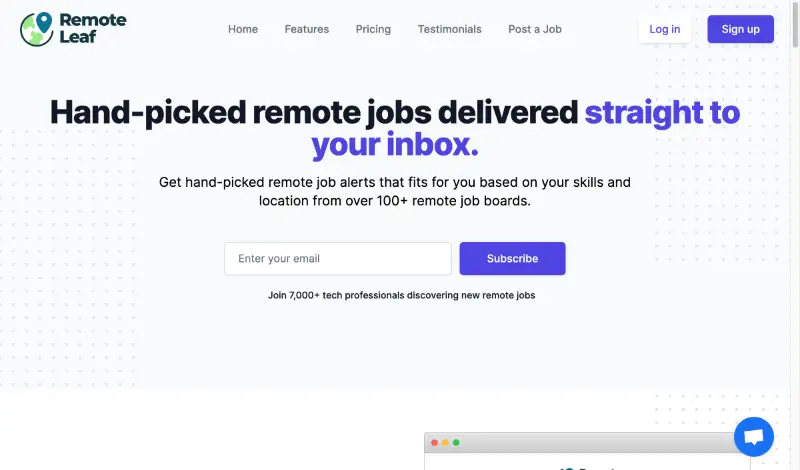 Remote
Leaf
Home
Features
Pricing
Testimonials
Post a Job
Log in
Sign up
Hand-picked remote jobs delivered straight to
your inbox.
Get hand-picked remote job alerts that fits for you based on your skills and
location from over 100+ remote job boards.
Enter your email
Subscribe
Join 7,000+ tech professionals discovering new remote jobs